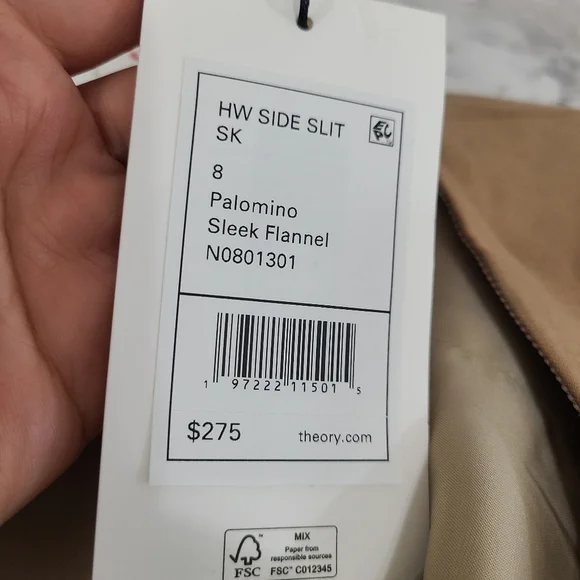 HW SIDE SLIT
SK
8
Palomino
Sleek Flannel
N0801301
1 97222 11501 5
$275
theory.com
MIX
Paper from
responsible sources
FSC
FSC™ C012345